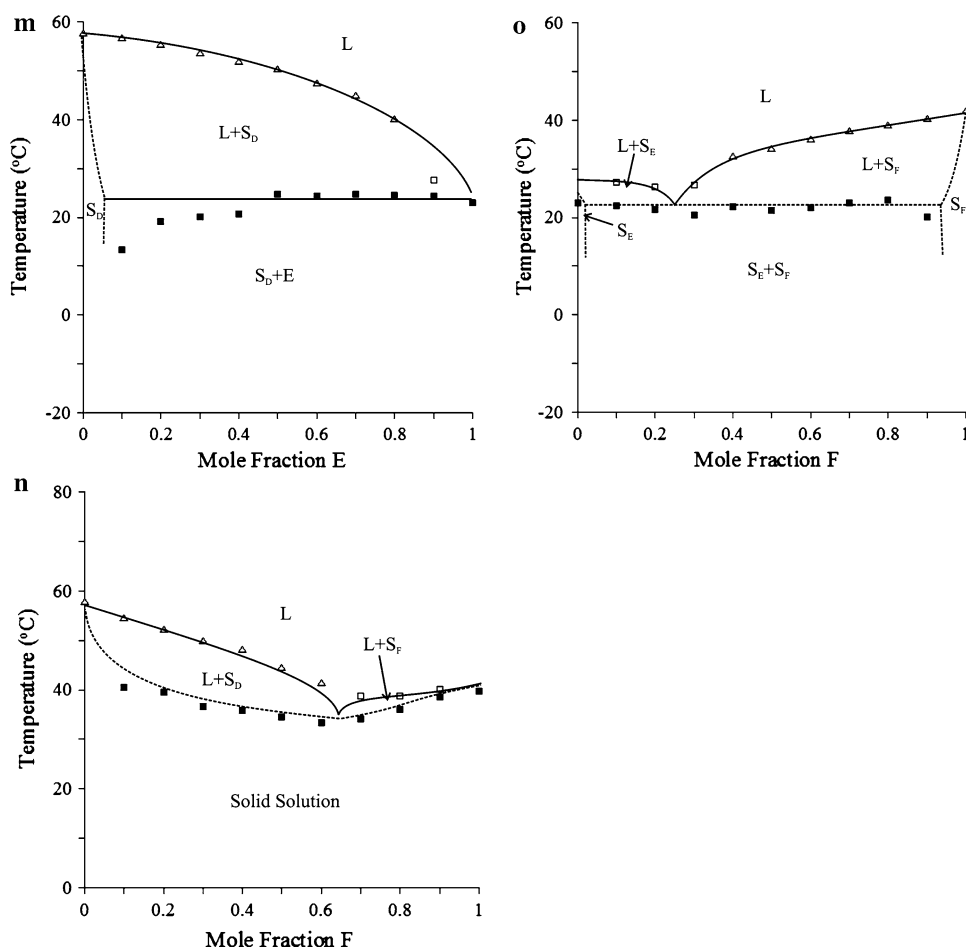 m
60
40
20
0
-20
Temperature (°C)
L
L+S_D
S_D
S_D+E
0 0.2 0.4 0.6 0.8 1
Mole Fraction E
o
60
40
20
0
-20
Temperature (°C)
L
L+S_E
L+S_F
S_F
S_E
S_E+S_F
0 0.2 0.4 0.6 0.8 1
Mole Fraction F
n
80
60
40
20
0
Temperature (°C)
L
L+S_F
L+S_D
Solid Solution
0 0.2 0.4 0.6 0.8 1
Mole Fraction F